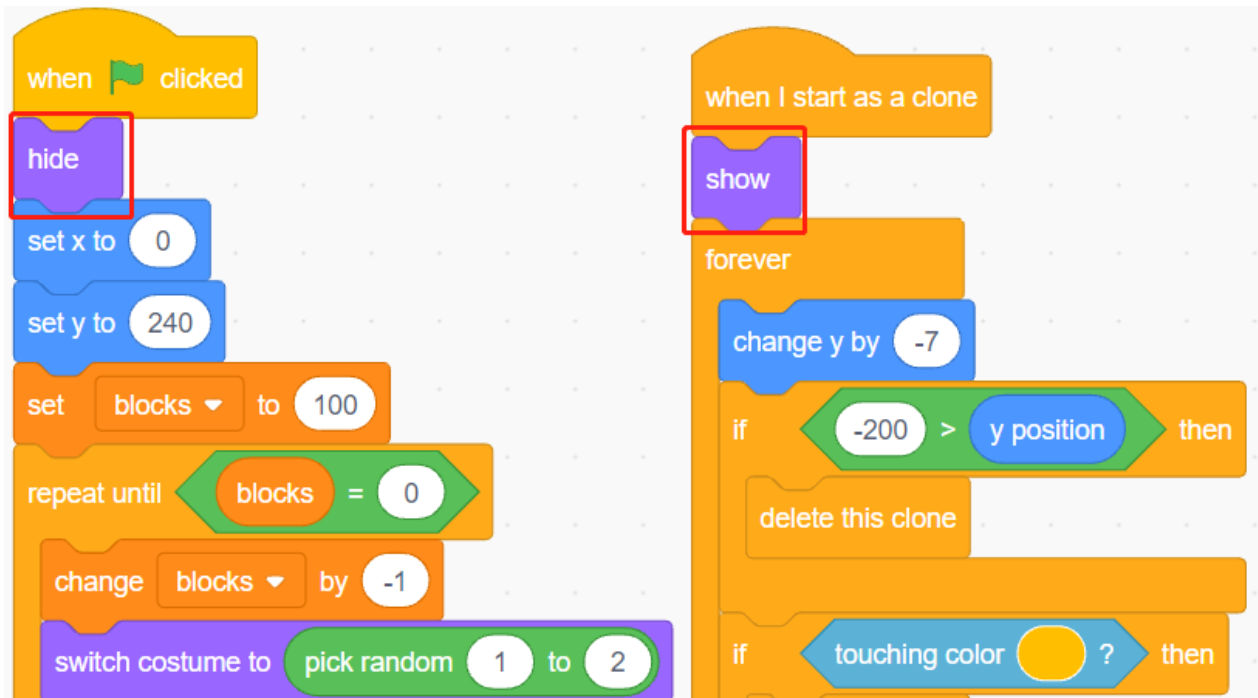 when clicked
hide
set x to 0
set y to 240
set blocks to 100
repeat until blocks = 0
change blocks by -1
switch costume to pick random 1 to 2
when I start as a clone
show
forever
change y by -7
if -200 > y position then
delete this clone
if touching color ? then